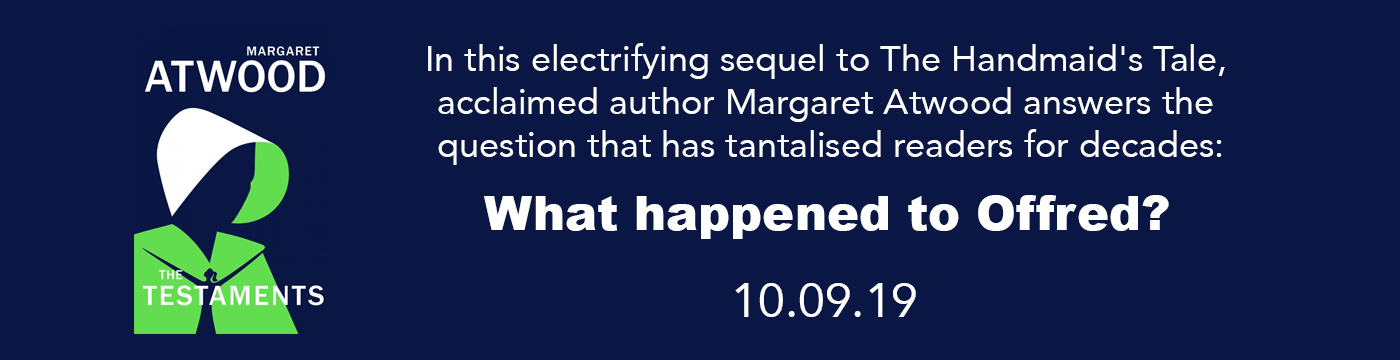 MARGARET
ATWOOD
THE
TESTAMENTS
In this electrifying sequel to The Handmaid's Tale,
acclaimed author Margaret Atwood answers the
question that has tantalised readers for decades:
What happened to Offred?
10.09.19